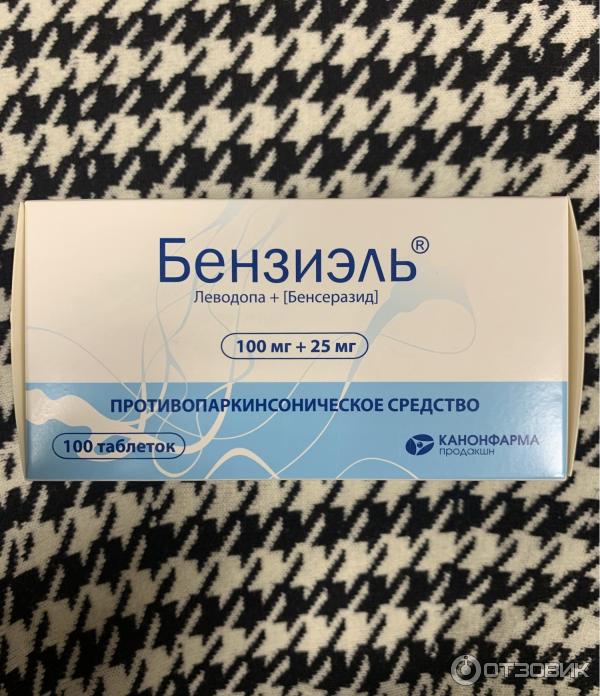 Бензиэль®
Леводопа + [Бенсеразид]
100 мг + 25 мг
ПРОТИВОПАРКИНСОНИЧЕСКОЕ СРЕДСТВО
100 таблеток
КАНОНФАРМА
продакшн
ОТЗОВИК